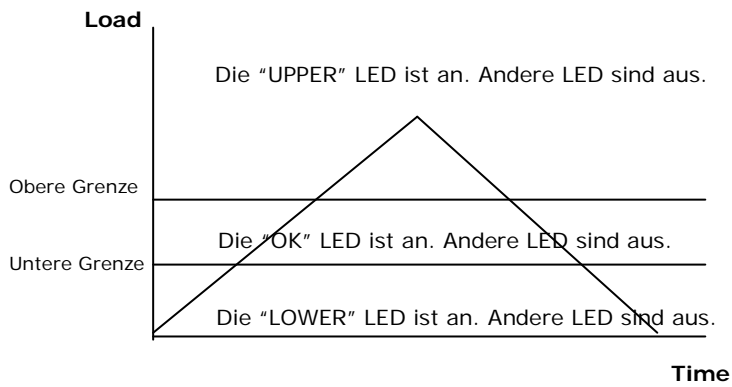 Load
Die “UPPER” LED ist an. Andere LED sind aus.
Obere Grenze
Die “OK” LED ist an. Andere LED sind aus.
Untere Grenze
Die “LOWER” LED ist an. Andere LED sind aus.
Time